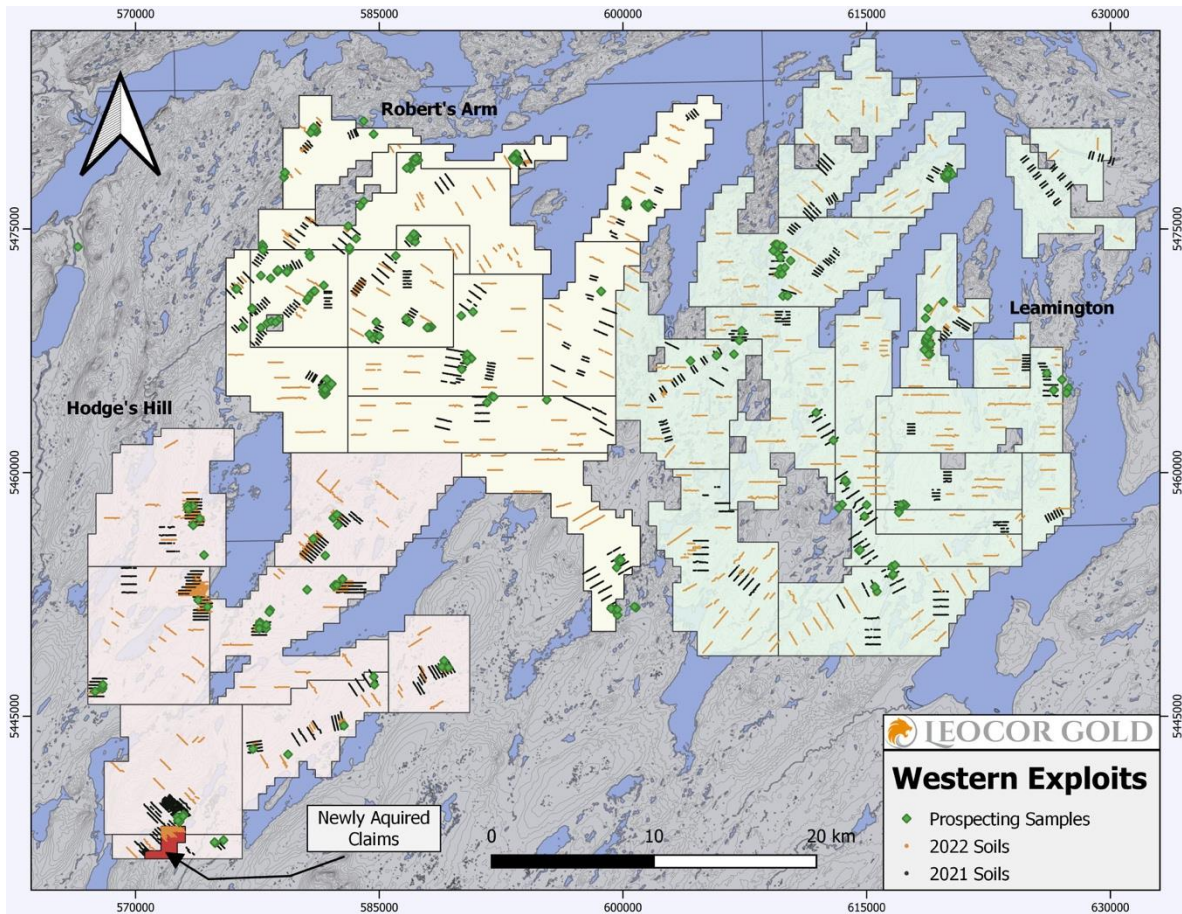 570000 585000 600000 615000 630000
Robert's Arm
5475000 5475000
Leamington
Hodge's Hill
5460000 5460000
5445000 5445000
LEOCOR GOLD
Western Exploits
Newly Aquired
Claims
0 10 20 km
Prospecting Samples
2022 Soils
2021 Soils
570000 585000 600000 615000 630000